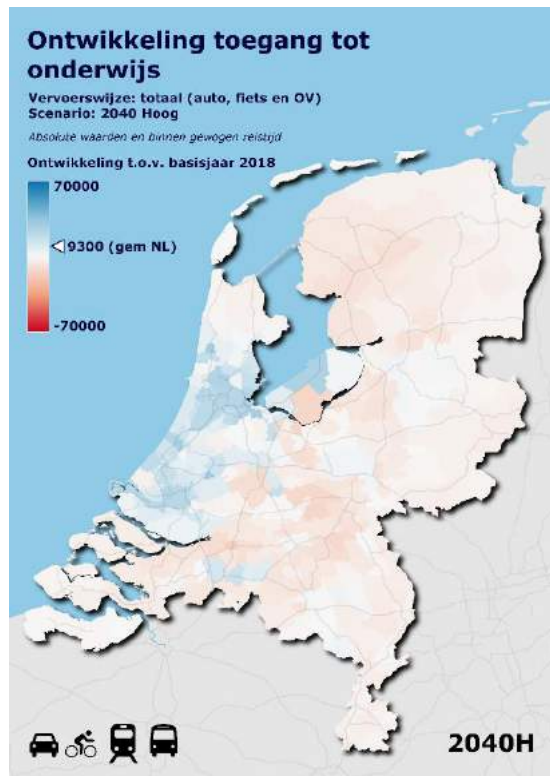 Ontwikkeling toegang tot
onderwijs
Vervoerswijze: totaal (auto, fiets en OV)
Scenario: 2040 Hoog
Absolute waarden en binnen gewogen reistijd
Ontwikkeling t.o.v. basisjaar 2018
70000
9300 (gem NL)
-70000
2040H